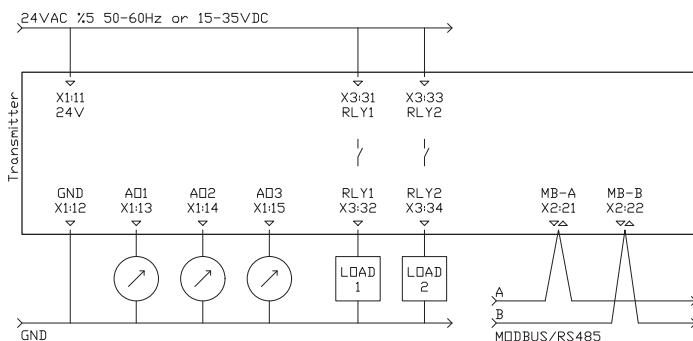 24VAC %5 50-60Hz or 15-35VDC
Transmitter
X1:11 X3:31 X3:33
24V RLY1 RLY2
GND AO1 AO2 AO3 RLY1 RLY2 MB-A MB-B
X1:12 X1:13 X1:14 X1:15 X3:32 X3:34 X2:21 X2:22
LOAD LOAD
1 2
A
B
GND MODBUS/RS485